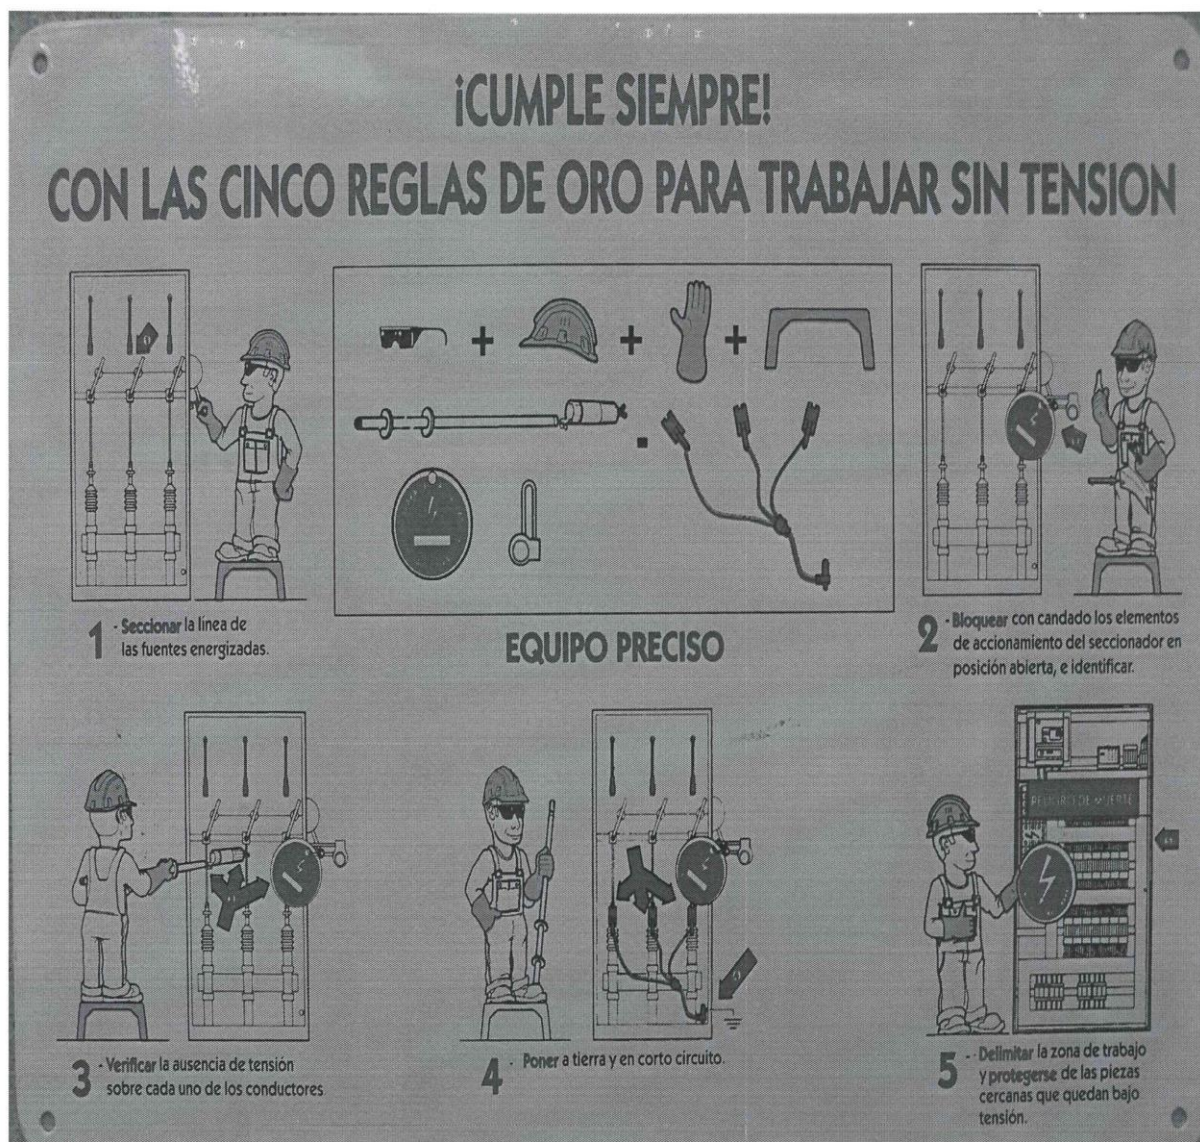 ¡CUMPLE SIEMPRE!
CON LAS CINCO REGLAS DE ORO PARA TRABAJAR SIN TENSION
1 - Seccionar la línea de
las fuentes energizadas.
EQUIPO PRECISO
2 - Bloquear con candado los elementos
de accionamiento del seccionador en
posición abierta, e identificar.
3 - Verificar la ausencia de tensión
sobre cada uno de los conductores
4 - Poner a tierra y en corto circuito.
PELIGRO DE MUERTE
5 - - Delimitar la zona de trabajo
y protegerse de las piezas
cercanas que quedan bajo
tensión.